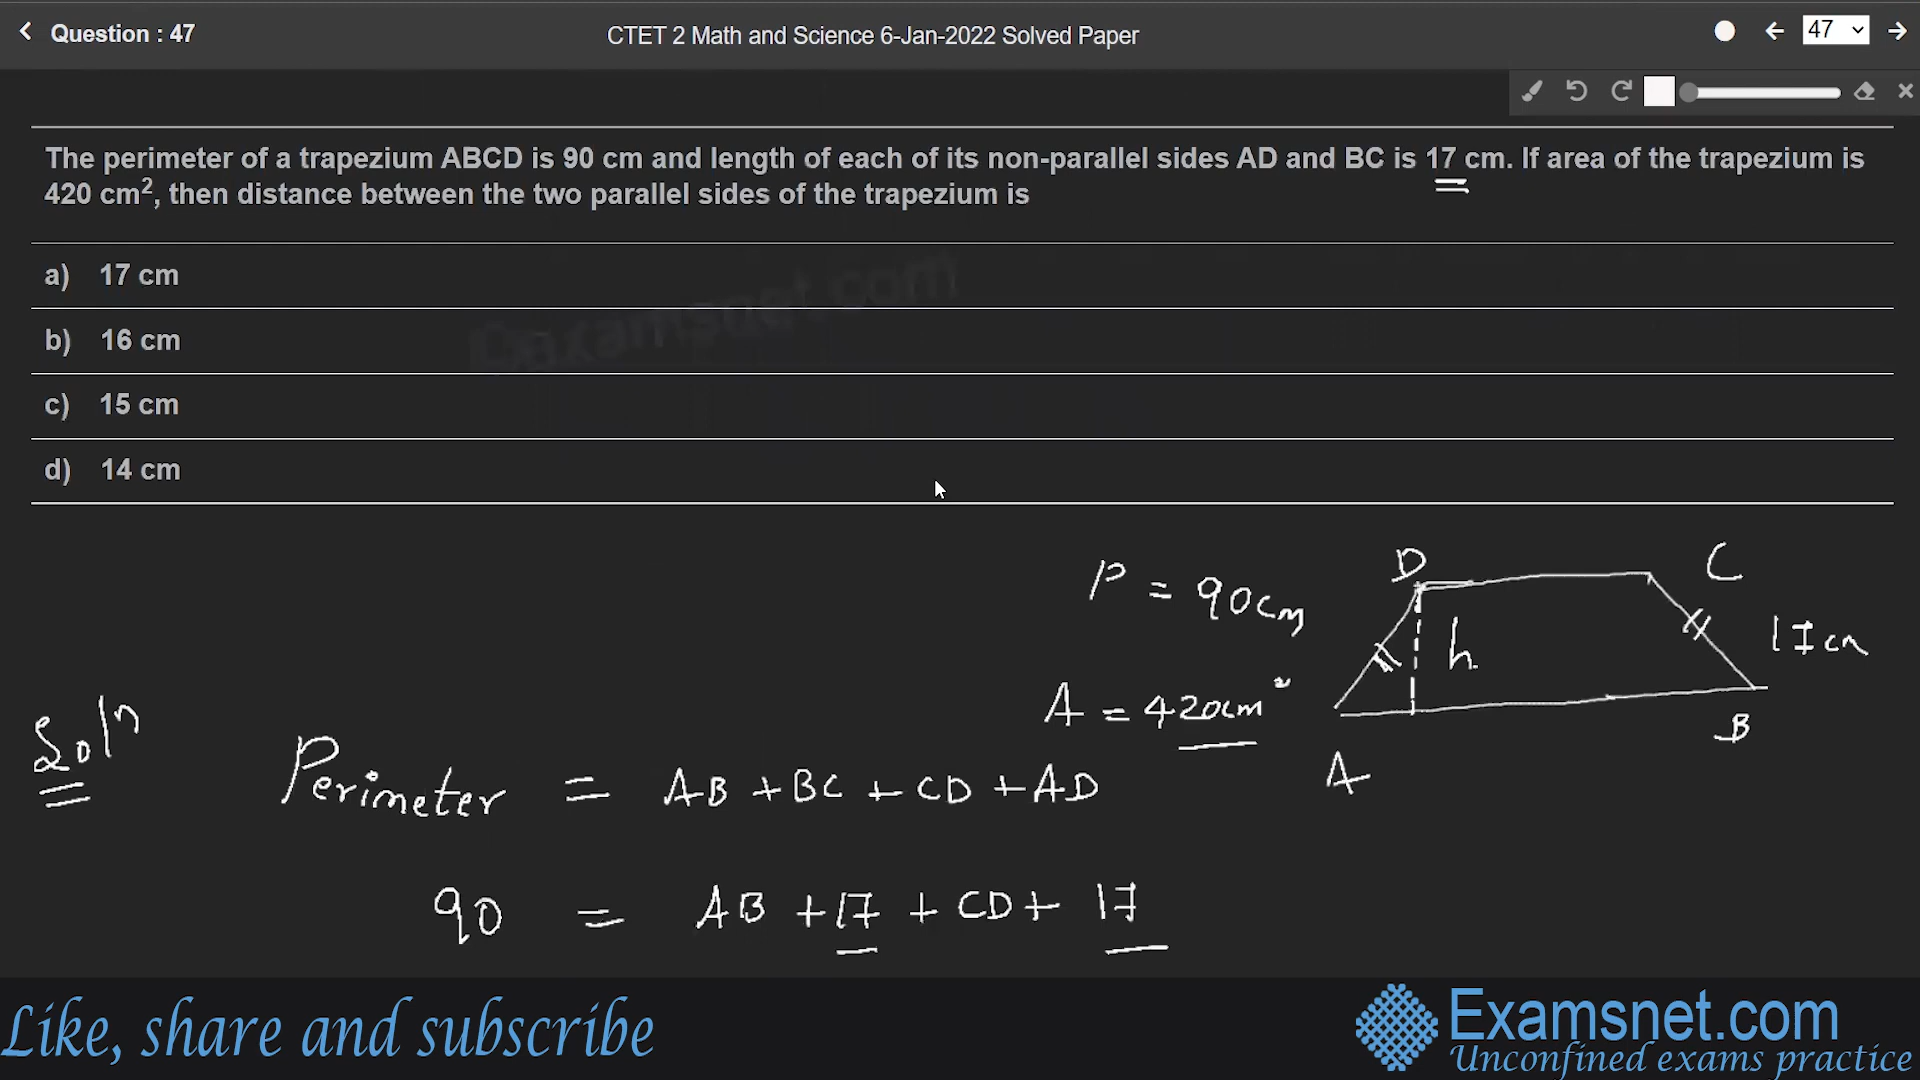 Question : 47
CTET 2 Math and Science 6-Jan-2022 Solved Paper
47
The perimeter of a trapezium ABCD is 90 cm and length of each of its non-parallel sides AD and BC is 17 cm. If area of the trapezium is
420 cm², then distance between the two parallel sides of the trapezium is
Examsnet.com
a) 17 cm
b) 16 cm
c) 15 cm
d) 14 cm
P = 90cm
D
C
h
17cm
A = 420cm²
B
A
Soln
Perimeter = AB + BC + CD + AD
90 = AB + 17 + CD + 17
Like, share and subscribe
Examsnet.com
Unconfined exams practice